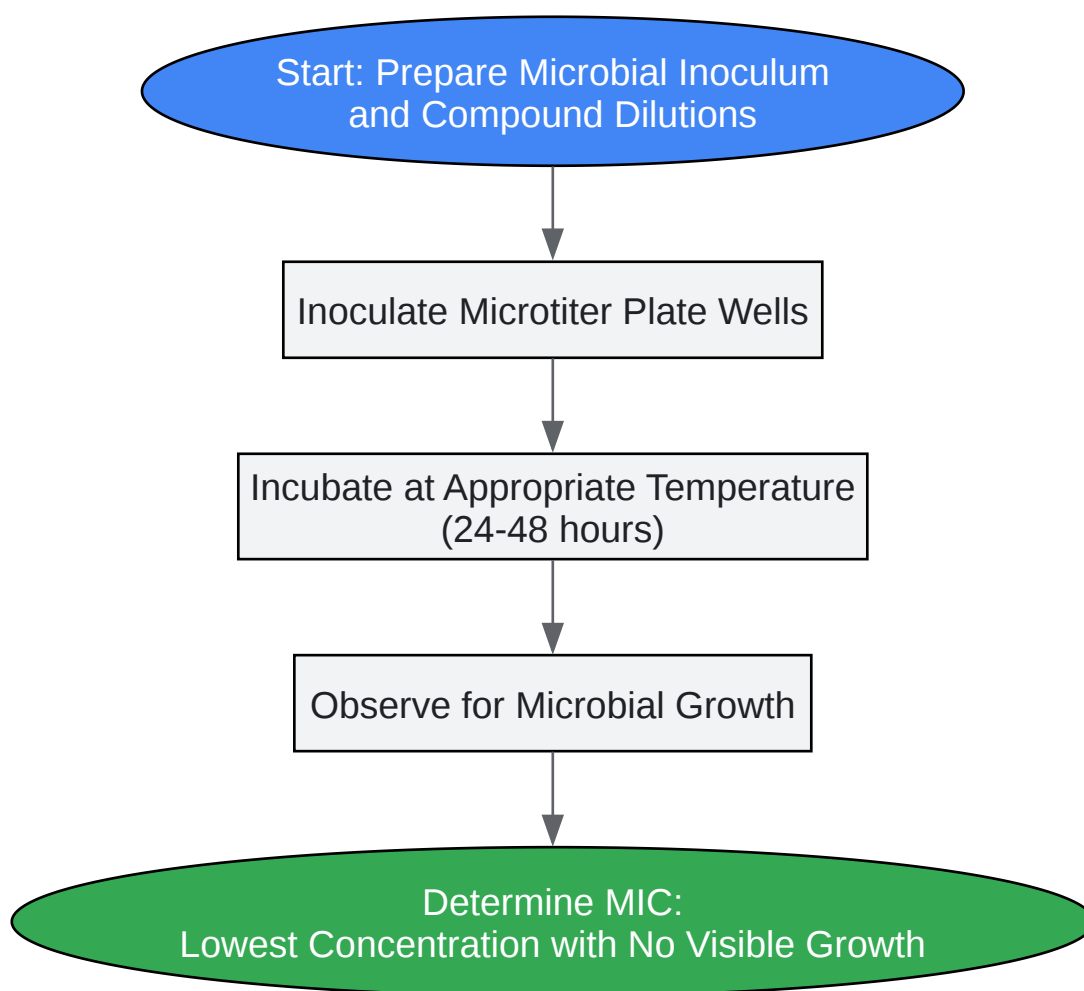 Start: Prepare Microbial Inoculum
and Compound Dilutions
Inoculate Microtiter Plate Wells
Incubate at Appropriate Temperature
(24-48 hours)
Observe for Microbial Growth
Determine MIC:
Lowest Concentration with No Visible Growth